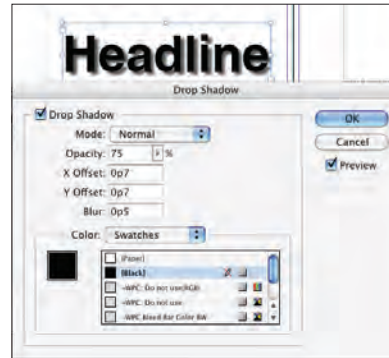 Headline
Drop Shadow
Drop Shadow
OK
Mode: Normal
Cancel
Opacity: 75 %
Preview
X Offset: 0p7
Y Offset: 0p7
Blur: 0p5
Color: Swatches
[Paper]
[Black]
~WPC: Do not use(RGB)
~WPC: Do not use
~WPC Bleed Bar Color BW